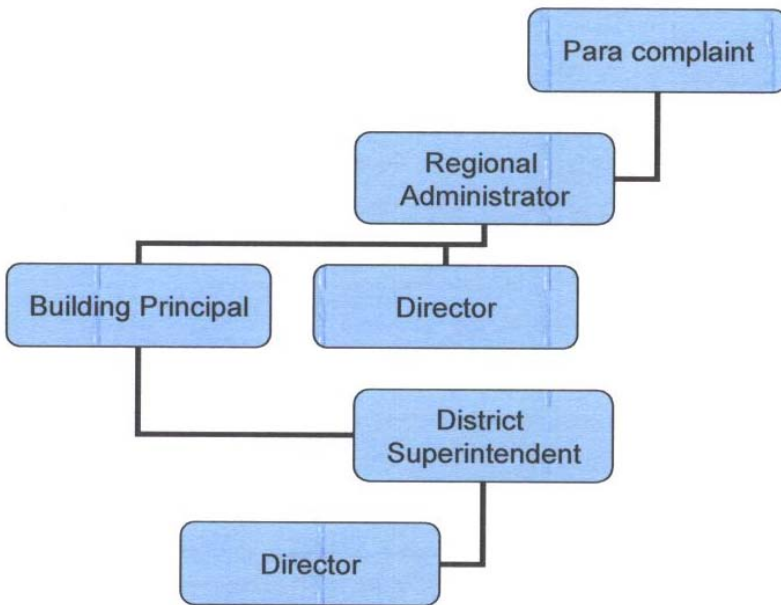 Para complaint
Regional
Administrator
Building Principal
Director
District
Superintendent
Director